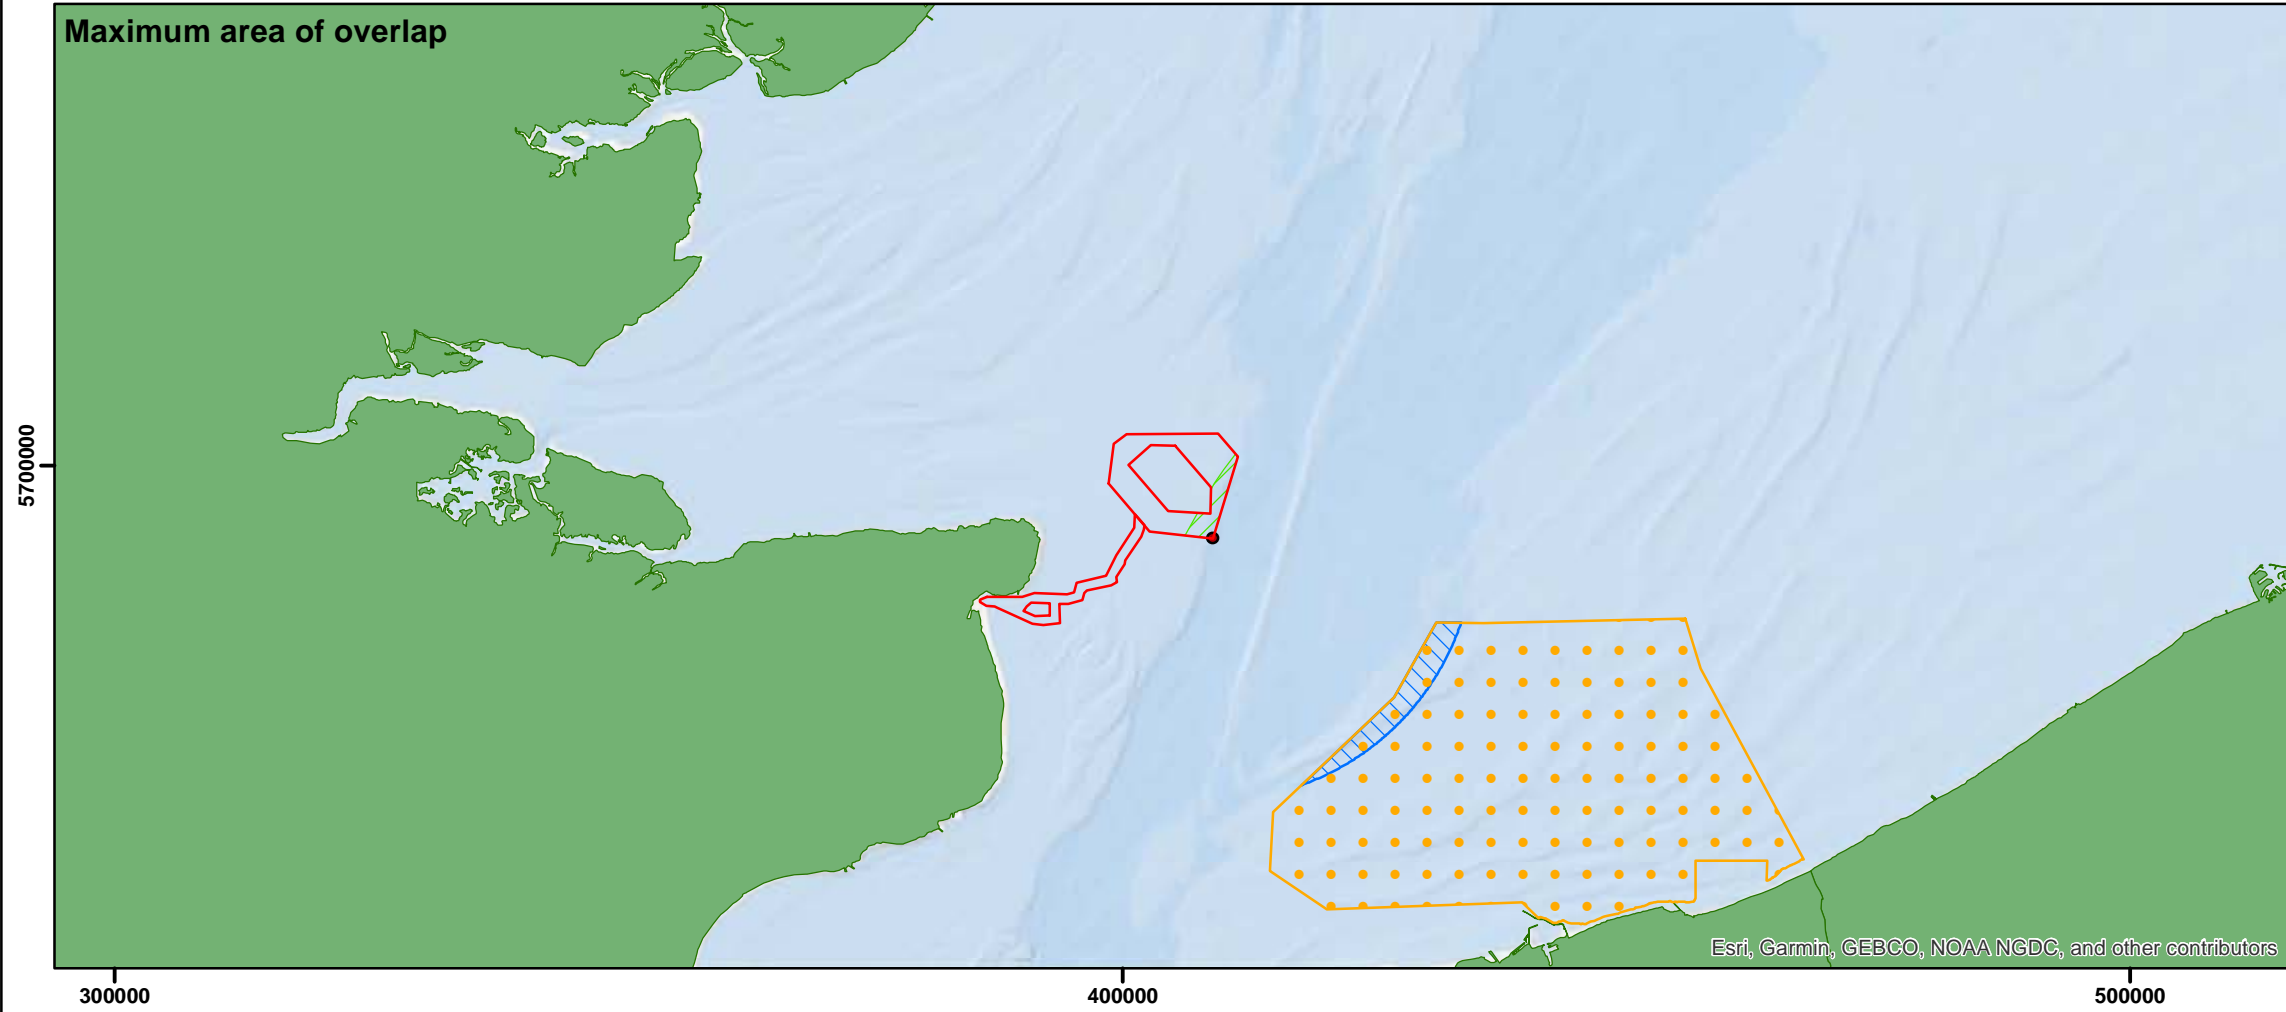 Maximum area of overlap
5700000
Esri, Garmin, GEBCO, NOAA NGDC, and other contributors
300000
400000
500000